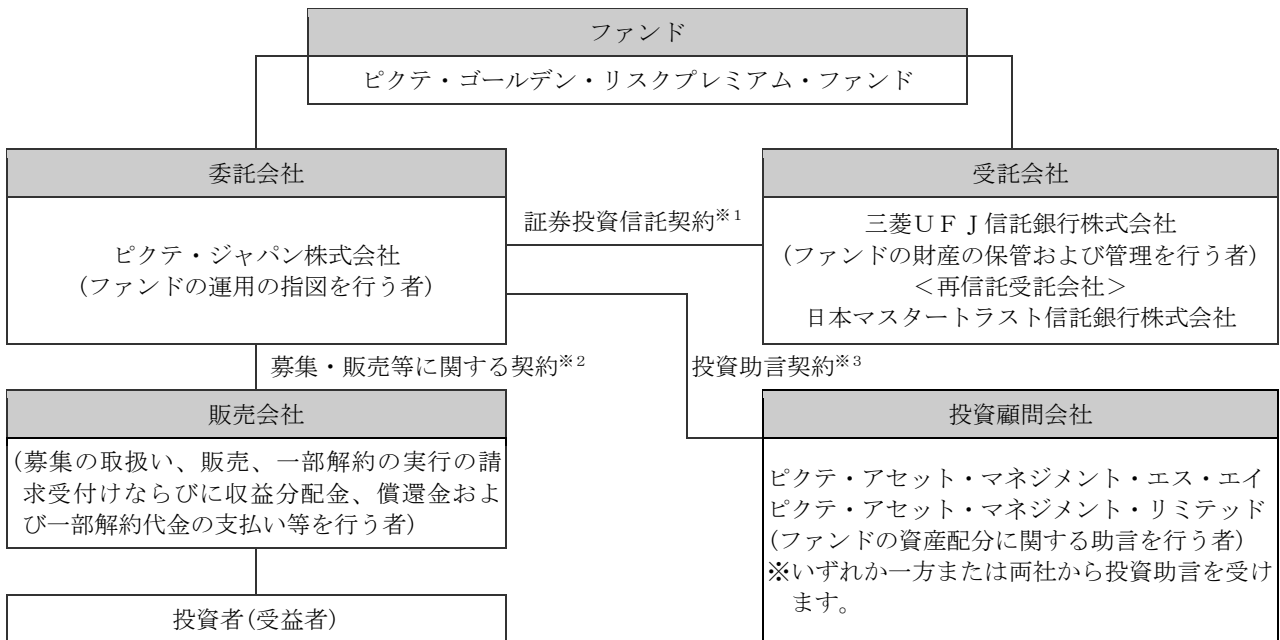 ファンド
ピクテ・ゴールデン・リスクプレミアム・ファンド
委託会社
ピクテ・ジャパン株式会社
(ファンドの運用の指図を行う者)
証券投資信託契約※1
受託会社
三菱UFJ信託銀行株式会社
(ファンドの財産の保管および管理を行う者)
<再信託受託会社>
日本マスタートラスト信託銀行株式会社
募集・販売等に関する契約※2
投資助言契約※3
販売会社
(募集の取扱い、販売、一部解約の実行の請
求受付けならびに収益分配金、償還金およ
び一部解約代金の支払い等を行う者)
投資者(受益者)
投資顧問会社
ピクテ・アセット・マネジメント・エス・エイ
ピクテ・アセット・マネジメント・リミテッド
(ファンドの資産配分に関する助言を行う者)
※いずれか一方または両社から投資助言を受け
ます。